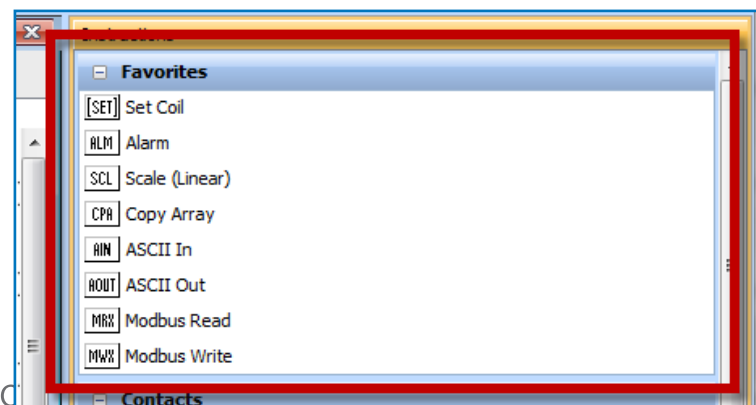 Instructions
Favorites
[SET] Set Coil
ALM Alarm
SCL Scale (Linear)
CPA Copy Array
AIN ASCII In
AOUT ASCII Out
MRX Modbus Read
MWX Modbus Write
Contacts